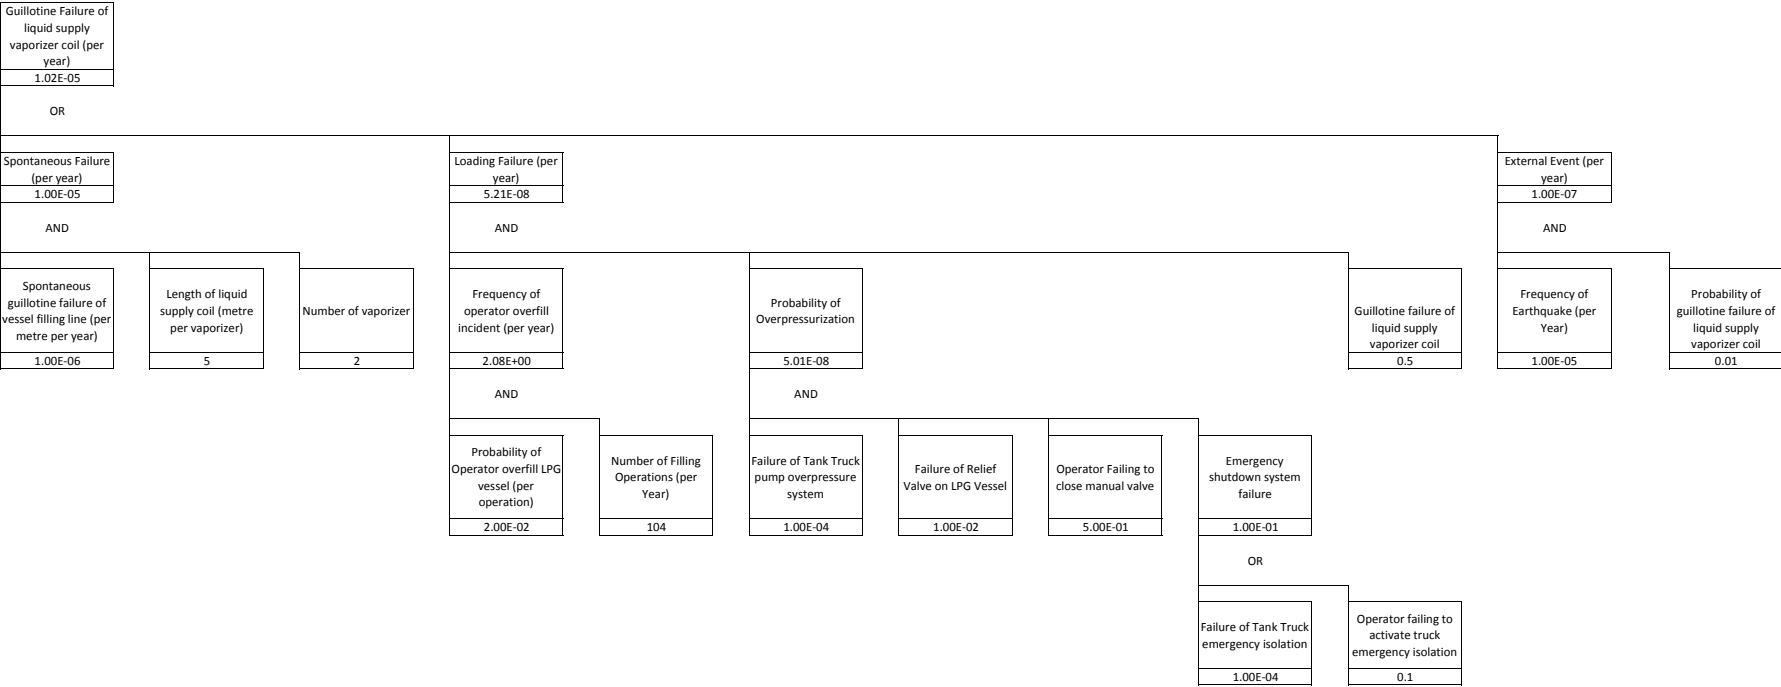 Guillotine Failure of
liquid supply
vaporizer coil (per
year)
1.02E-05
OR
Spontaneous Failure
(per year)
1.00E-05
Loading Failure (per
year)
5.21E-08
External Event (per
year)
1.00E-07
AND
AND
AND
Spontaneous
guillotine failure of
vessel filling line (per
metre per year)
1.00E-06
Length of liquid
supply coil (metre
per vaporizer)
5
Number of vaporizer
2
Frequency of
operator overfill
incident (per year)
2.08E+00
Probability of
Overpressurization
5.01E-08
Guillotine failure of
liquid supply
vaporizer coil
0.5
Frequency of
Earthquake (per
Year)
1.00E-05
Probability of
guillotine failure of
liquid supply
vaporizer coil
0.01
AND
AND
Probability of
Operator overfill LPG
vessel (per
operation)
2.00E-02
Number of Filling
Operations (per
Year)
104
Failure of Tank Truck
pump overpressure
system
1.00E-04
Failure of Relief
Valve on LPG Vessel
1.00E-02
Operator Failing to
close manual valve
5.00E-01
Emergency
shutdown system
failure
1.00E-01
OR
Failure of Tank Truck
emergency isolation
1.00E-04
Operator failing to
activate truck
emergency isolation
0.1